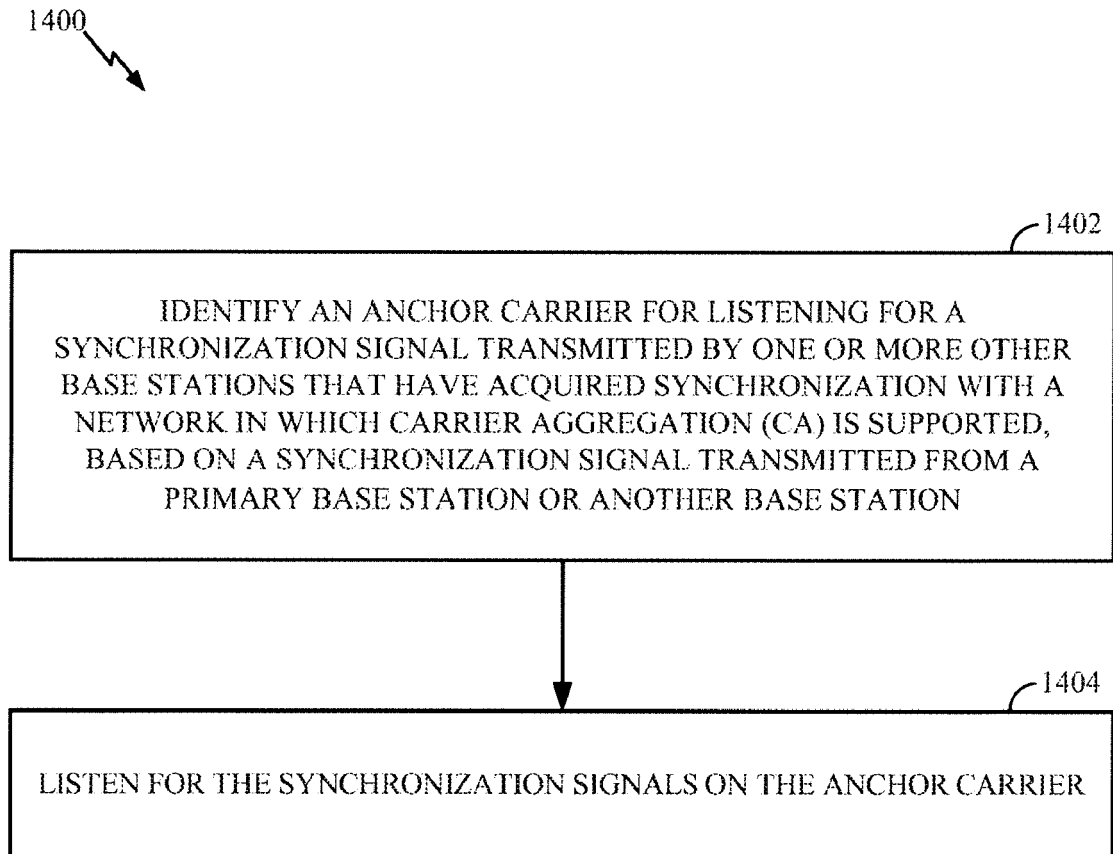 1400
1402
IDENTIFY AN ANCHOR CARRIER FOR LISTENING FOR A
SYNCHRONIZATION SIGNAL TRANSMITTED BY ONE OR MORE OTHER
BASE STATIONS THAT HAVE ACQUIRED SYNCHRONIZATION WITH A
NETWORK IN WHICH CARRIER AGGREGATION (CA) IS SUPPORTED,
BASED ON A SYNCHRONIZATION SIGNAL TRANSMITTED FROM A
PRIMARY BASE STATION OR ANOTHER BASE STATION
1404
LISTEN FOR THE SYNCHRONIZATION SIGNALS ON THE ANCHOR CARRIER